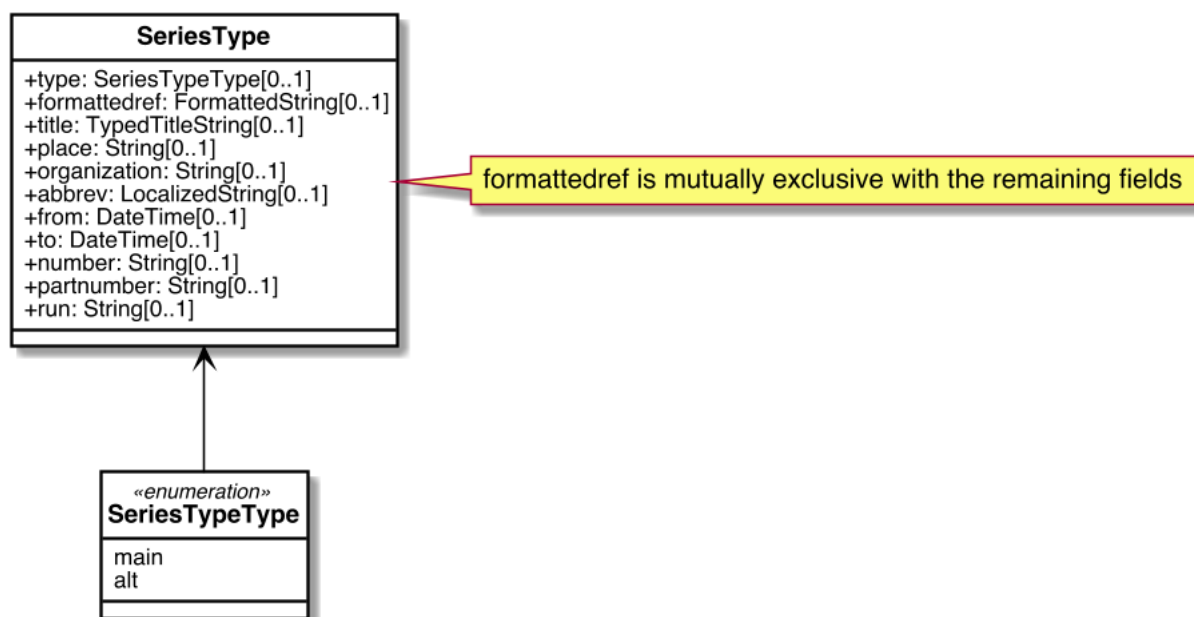 SeriesType
+type: SeriesTypeType[0..1]
+formattedref: FormattedString[0..1]
+title: TypedTitleString[0..1]
+place: String[0..1]
+organization: String[0..1]
+abbrev: LocalizedString[0..1]
+from: DateTime[0..1]
+to: DateTime[0..1]
+number: String[0..1]
+partnumber: String[0..1]
+run: String[0..1]
formattedref is mutually exclusive with the remaining fields
«enumeration»
SeriesTypeType
main
alt